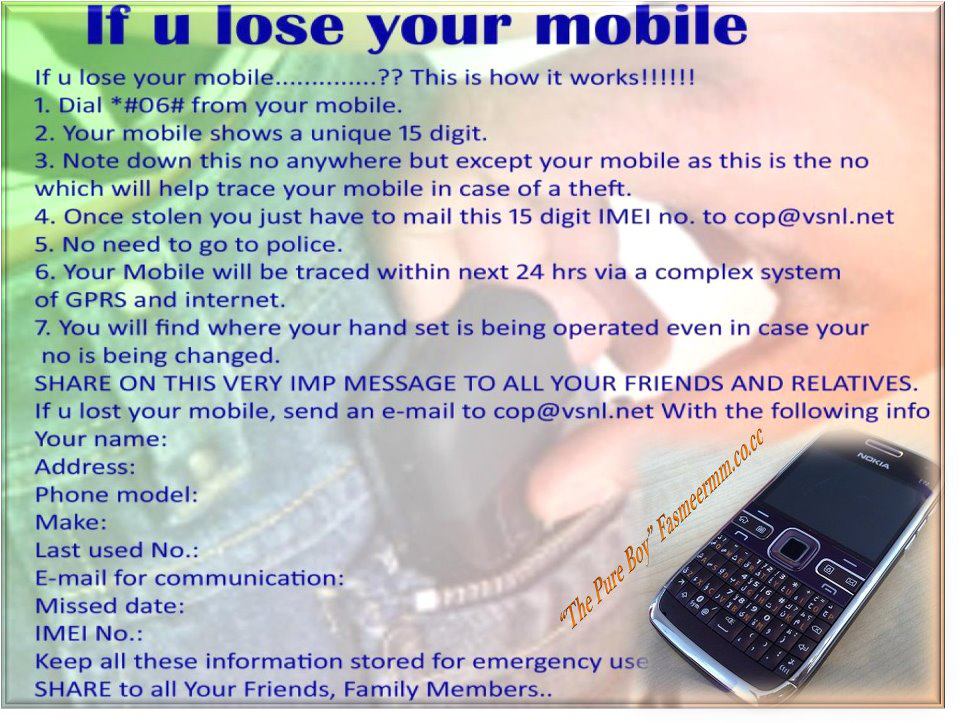 If u lose your mobile
If u lose your mobile..............?? This is how it works!!!!!!
1. Dial *#06# from your mobile.
2. Your mobile shows a unique 15 digit.
3. Note down this no anywhere but except your mobile as this is the no
which will help trace your mobile in case of a theft.
4. Once stolen you just have to mail this 15 digit IMEI no. to cop@vsnl.net
5. No need to go to police.
6. Your Mobile will be traced within next 24 hrs via a complex system
of GPRS and internet.
7. You will find where your hand set is being operated even in case your
no is being changed.
SHARE ON THIS VERY IMP MESSAGE TO ALL YOUR FRIENDS AND RELATIVES.
If u lost your mobile, send an e-mail to cop@vsnl.net With the following info
Your name:
Address:
Phone model:
Make:
Last used No.:
E-mail for communication:
Missed date:
IMEI No.:
Keep all these information stored for emergency use
SHARE to all Your Friends, Family Members..
"The Pure Boy" Fasmeermm.co.cc
NOKIA